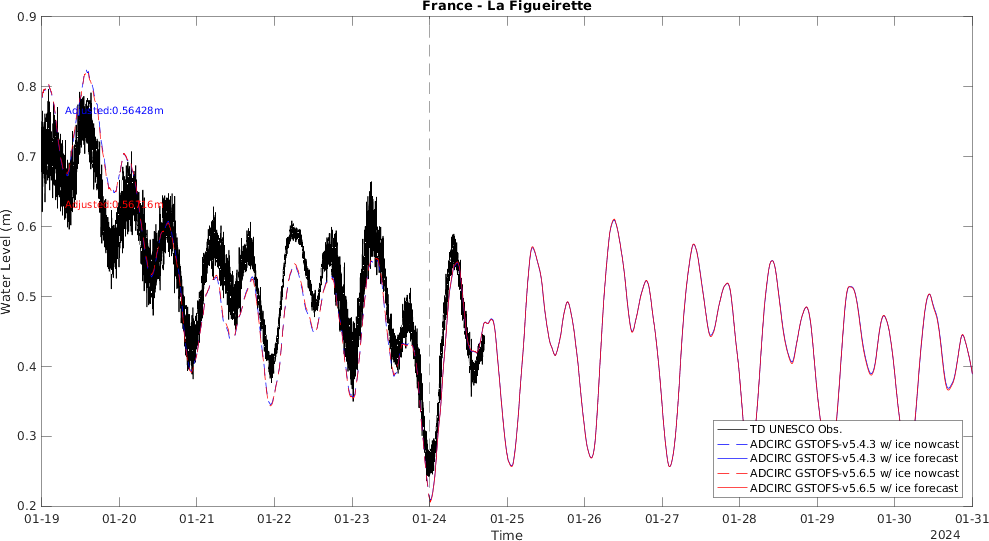 France - La Figueirette
0.9
0.8
0.7
0.6
0.5
0.4
0.3
0.2
Water Level (m)
Adjusted:0.56428m
Adjusted:0.56116m
TD UNESCO Obs.
ADCIRC GSTOFS-v5.4.3 w/ ice nowcast
ADCIRC GSTOFS-v5.4.3 w/ ice forecast
ADCIRC GSTOFS-v5.6.5 w/ ice nowcast
ADCIRC GSTOFS-v5.6.5 w/ ice forecast
01-19 01-20 01-21 01-22 01-23 01-24 01-25 01-26 01-27 01-28 01-29 01-30 01-31
Time
2024